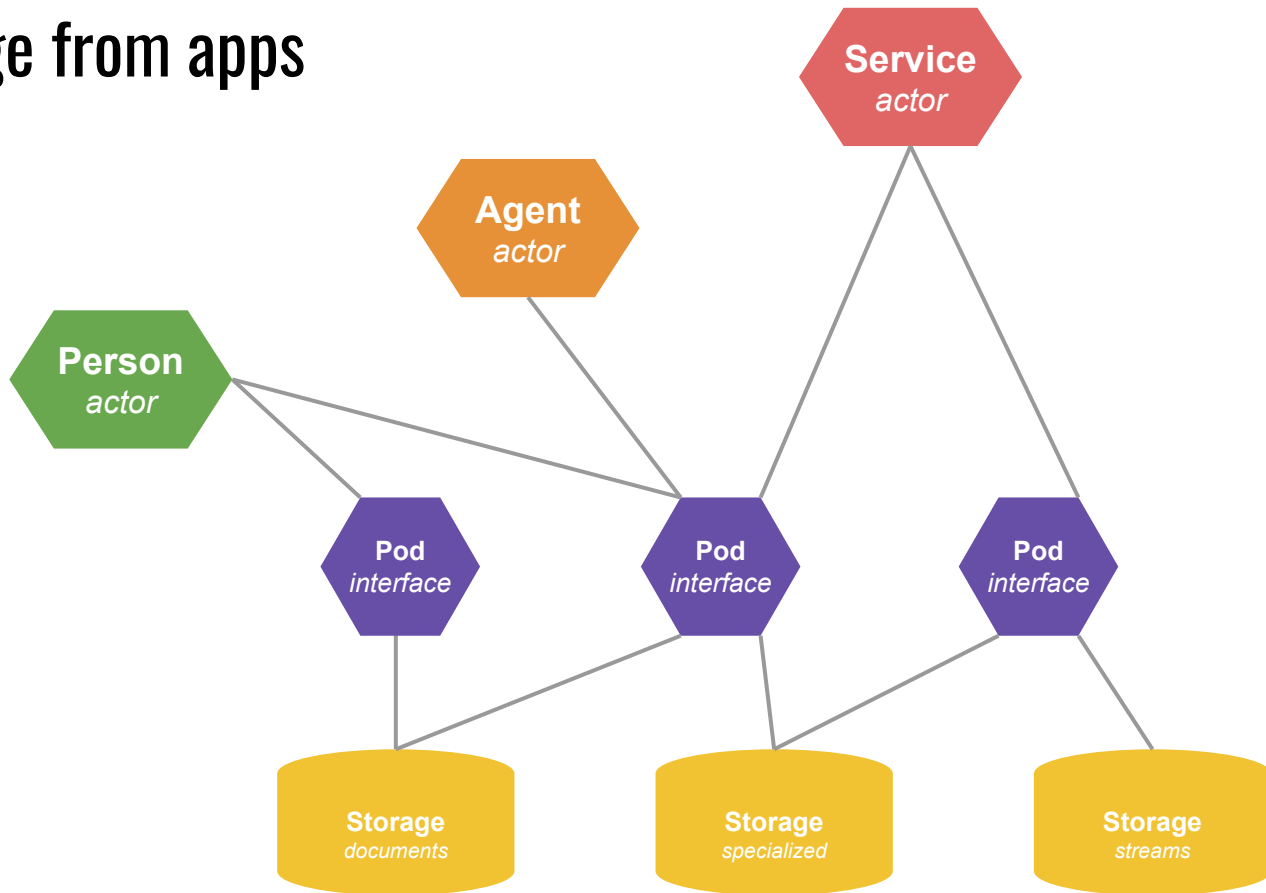 from apps
Service
actor
Agent
actor
Person
actor
Pod
interface
Pod
interface
Pod
interface
Storage
documents
Storage
specialized
Storage
streams